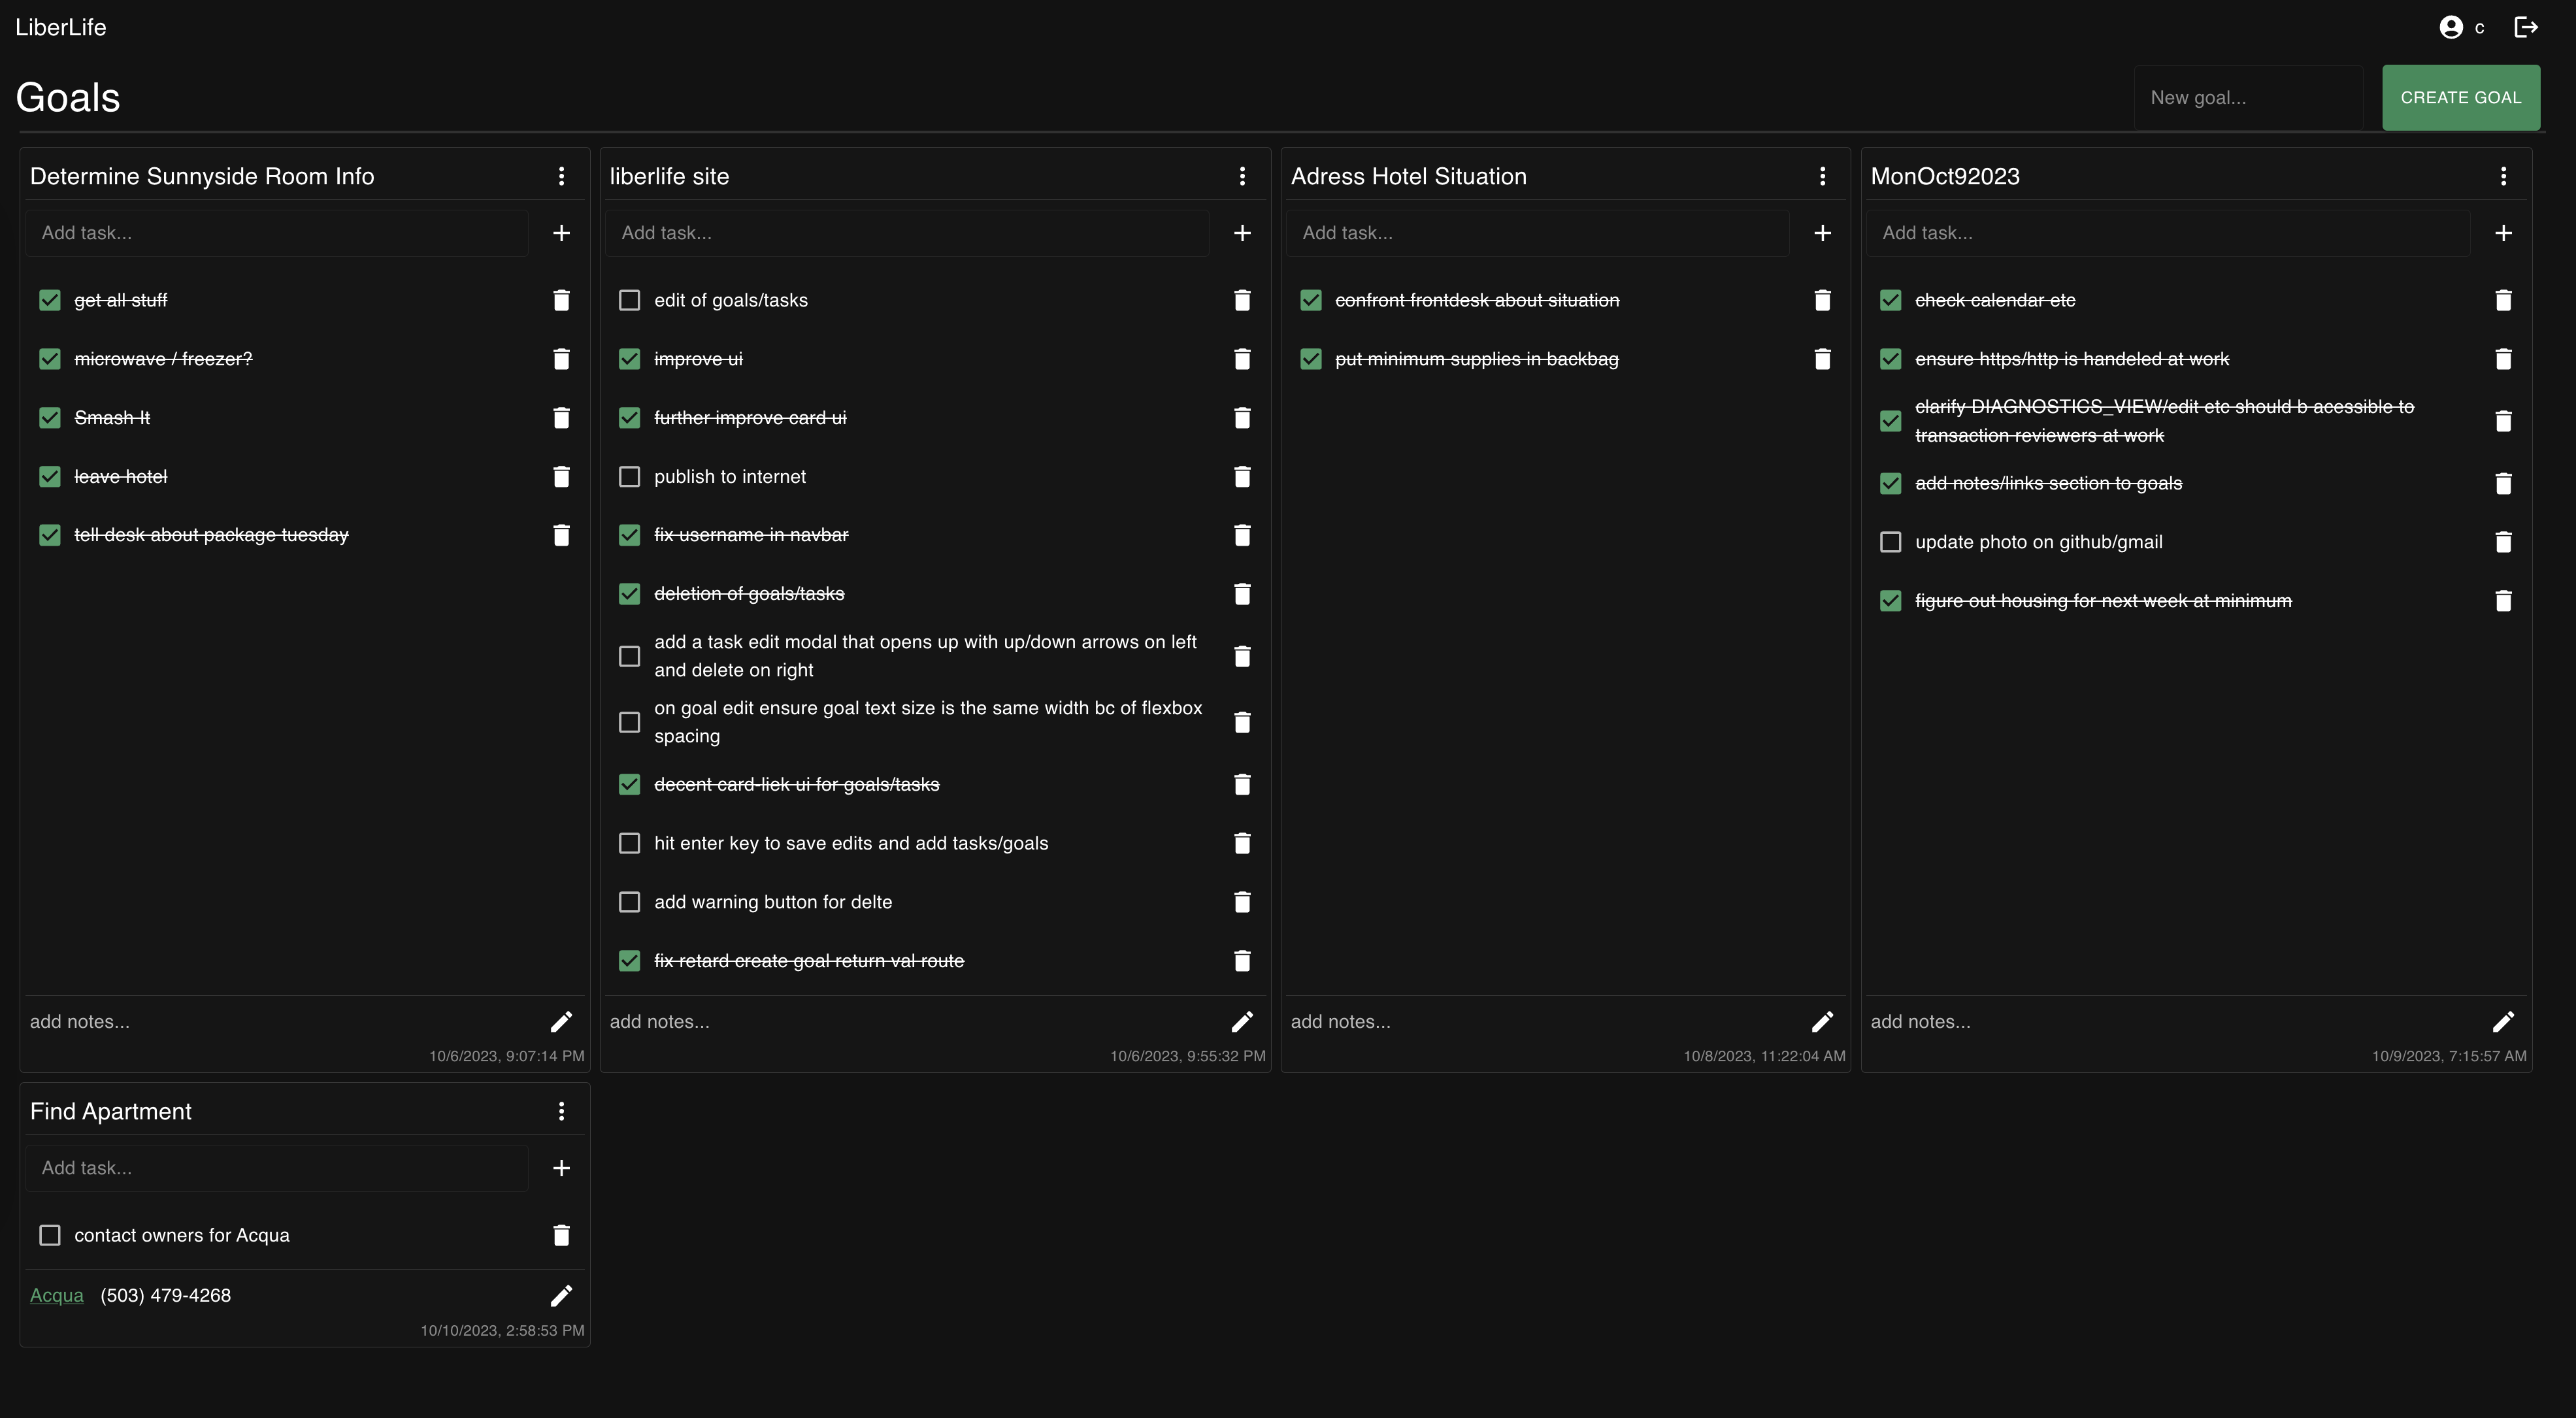 LiberLife
c
Goals
New goal...
CREATE GOAL
Determine Sunnyside Room Info
Add task...
get all stuff
microwave / freezer?
Smash It
leave hotel
tell desk about package tuesday
add notes...
10/6/2023, 9:07:14 PM
liberlife site
Add task...
edit of goals/tasks
improve ui
further improve card ui
publish to internet
fix username in navbar
deletion of goals/tasks
add a task edit modal that opens up with up/down arrows on left
and delete on right
on goal edit ensure goal text size is the same width bc of flexbox
spacing
decent card-liek ui for goals/tasks
hit enter key to save edits and add tasks/goals
add warning button for delte
fix retard create goal return val route
add notes...
10/6/2023, 9:55:32 PM
Adress Hotel Situation
Add task...
confront frontdesk about situation
put minimum supplies in backbag
add notes...
10/8/2023, 11:22:04 AM
MonOct92023
Add task...
check calendar etc
ensure https/http is handeled at work
clarify DIAGNOSTICS_VIEW/edit etc should b acessible to
transaction reviewers at work
add notes/links section to goals
update photo on github/gmail
figure out housing for next week at minimum
add notes...
10/9/2023, 7:15:57 AM
Find Apartment
Add task...
contact owners for Acqua
Acqua (503) 479-4268
10/10/2023, 2:58:53 PM